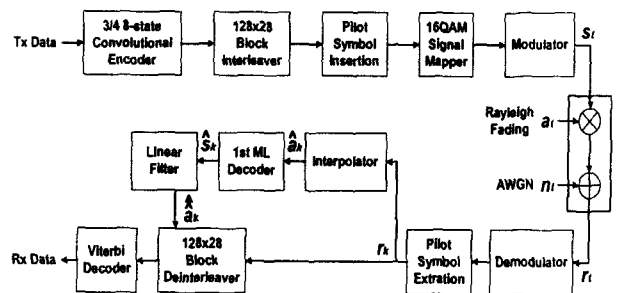 Tx Data
3/4 8-state
Convolutional
Encoder
128x28
Block
Interleaver
Pilot
Symbol
Insertion
16QAM
Signal
Mapper
Modulator
St
Rayleigh
Fading
at
AWGN
nt
Linear
Filter
ŝk
1st ML
Decoder
âk
Interpolator
âk
rk
Rx Data
Viterbi
Decoder
128x28
Block
Deinterleaver
Pilot
Symbol
Extration
Demodulator
rt